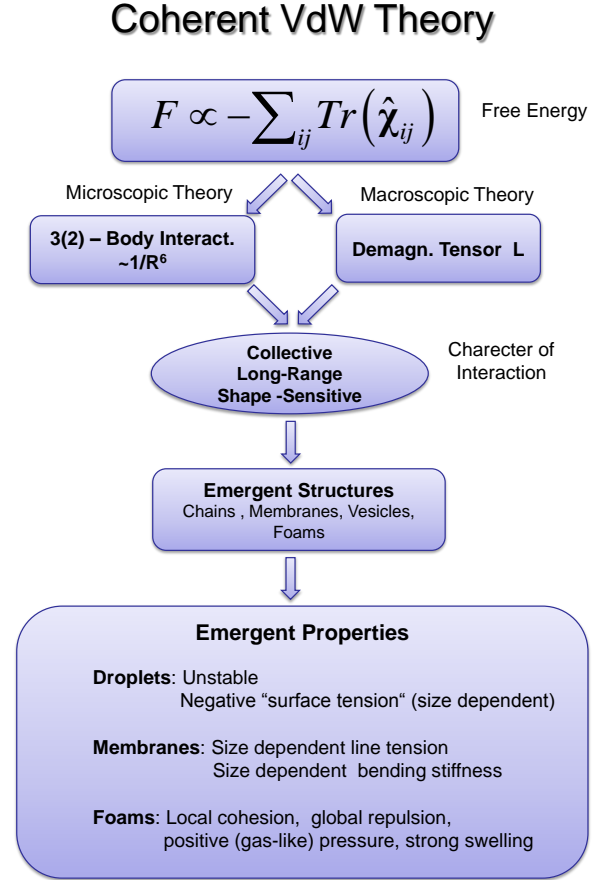 Coherent VdW Theory
F ∝ −∑ij Tr(χ̂ij)
Free Energy
Microscopic Theory
Macroscopic Theory
3(2) – Body Interact.
~1/R⁶
Demagn. Tensor L
Collective
Long-Range
Shape -Sensitive
Charecter of
Interaction
Emergent Structures
Chains , Membranes, Vesicles,
Foams
Emergent Properties
Droplets: Unstable
Negative “surface tension“ (size dependent)
Membranes: Size dependent line tension
Size dependent bending stiffness
Foams: Local cohesion, global repulsion,
positive (gas-like) pressure, strong swelling